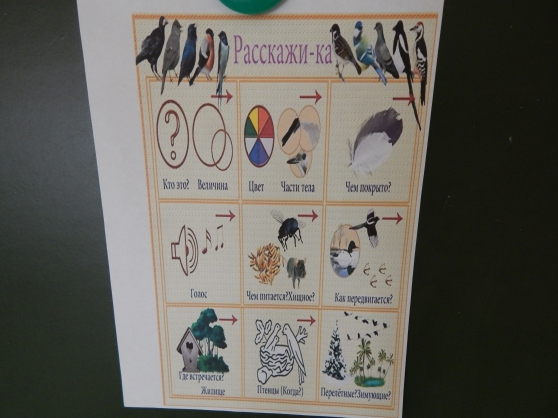 Расскажи-ка
Кто это? Величина
Цвет Части тела
Чем покрыто?
Голос
Чем питается?Хищное?
Как передвигается?
Где встречается?
Жилище
Птенцы (Когда?)
Перелётные?Зимующие?